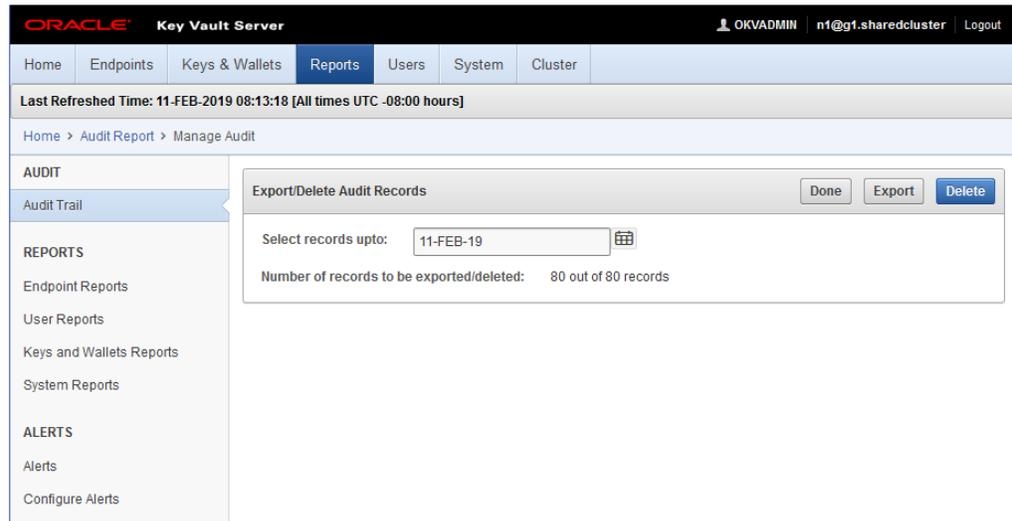 ORACLE® Key Vault Server OKVADMIN n1@g1.sharedcluster Logout
Home Endpoints Keys & Wallets Reports Users System Cluster
Last Refreshed Time: 11-FEB-2019 08:13:18 [All times UTC -08:00 hours]
Home > Audit Report > Manage Audit
AUDIT
Audit Trail
REPORTS
Endpoint Reports
User Reports
Keys and Wallets Reports
System Reports
ALERTS
Alerts
Configure Alerts
Export/Delete Audit Records Done Export Delete
Select records upto: 11-FEB-19
Number of records to be exported/deleted: 80 out of 80 records